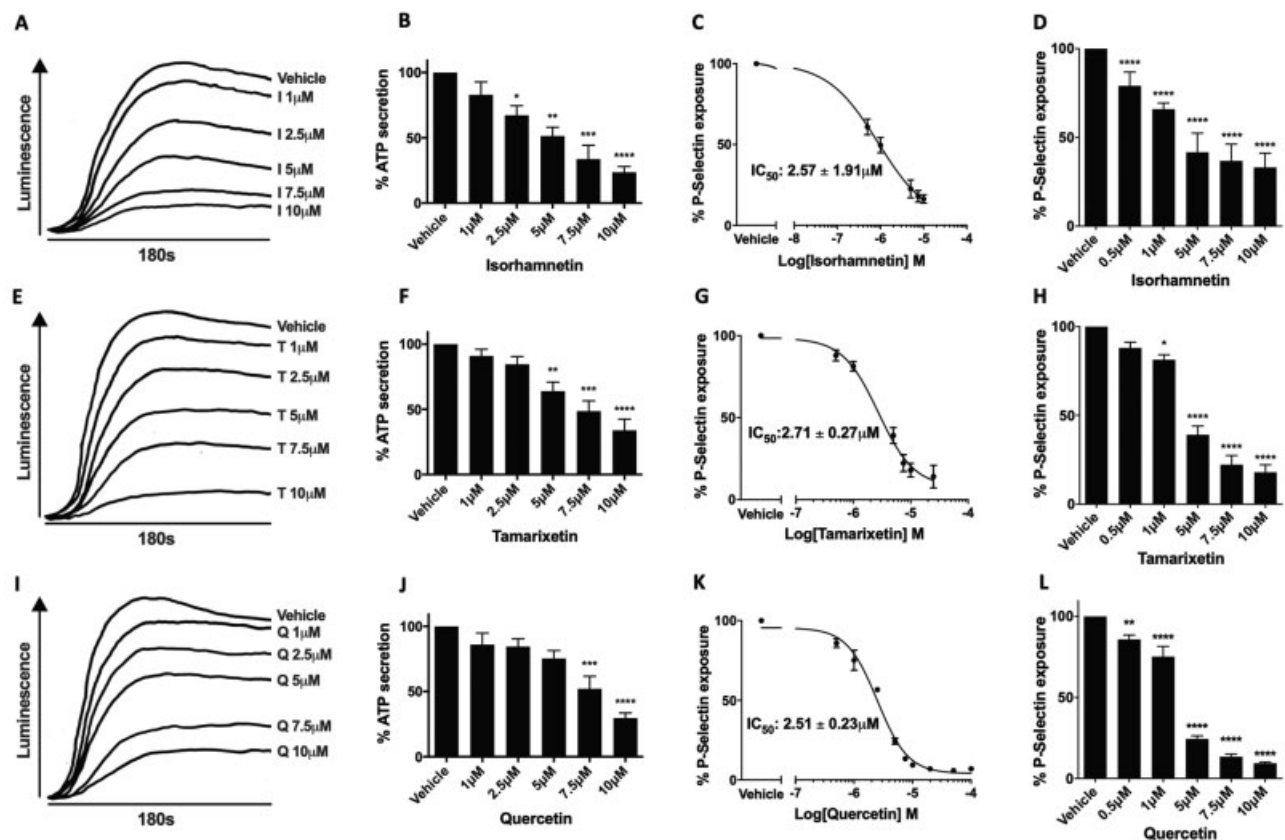 A
Luminescence
Vehicle
I 1µM
I 2.5µM
I 5µM
I 7.5µM
I 10µM
180s
B
% ATP secretion
100
50
0
Vehicle
1µM
2.5µM
5µM
7.5µM
10µM
*
**
***
****
Isorhamnetin
C
% P-Selectin exposure
100
50
0
IC50: 2.57 ± 1.91µM
Vehicle
-8
-7
-6
-5
-4
Log[Isorhamnetin] M
D
% P-Selectin exposure
100
50
0
****
****
****
****
****
Vehicle
0.5µM
1µM
5µM
7.5µM
10µM
Isorhamnetin
E
Luminescence
Vehicle
T 1µM
T 2.5µM
T 5µM
T 7.5µM
T 10µM
180s
F
% ATP secretion
100
50
0
**
***
****
Vehicle
1µM
2.5µM
5µM
7.5µM
10µM
Tamarixetin
G
% P-Selectin exposure
100
50
0
IC50:2.71 ± 0.27µM
Vehicle
-7
-6
-5
-4
Log[Tamarixetin] M
H
% P-Selectin exposure
100
50
0
*
****
****
****
Vehicle
0.5µM
1µM
5µM
7.5µM
10µM
Tamarixetin
I
Luminescence
Vehicle
Q 1µM
Q 2.5µM
Q 5µM
Q 7.5µM
Q 10µM
180s
J
% ATP secretion
100
50
0
***
****
Vehicle
1µM
2.5µM
5µM
7.5µM
10µM
Quercetin
K
% P-Selectin exposure
100
50
0
IC50: 2.51 ± 0.23µM
Vehicle
-7
-6
-5
-4
Log[Quercetin] M
L
% P-Selectin exposure
100
50
0
**
****
****
****
****
Vehicle
0.5µM
1µM
5µM
7.5µM
10µM
Quercetin